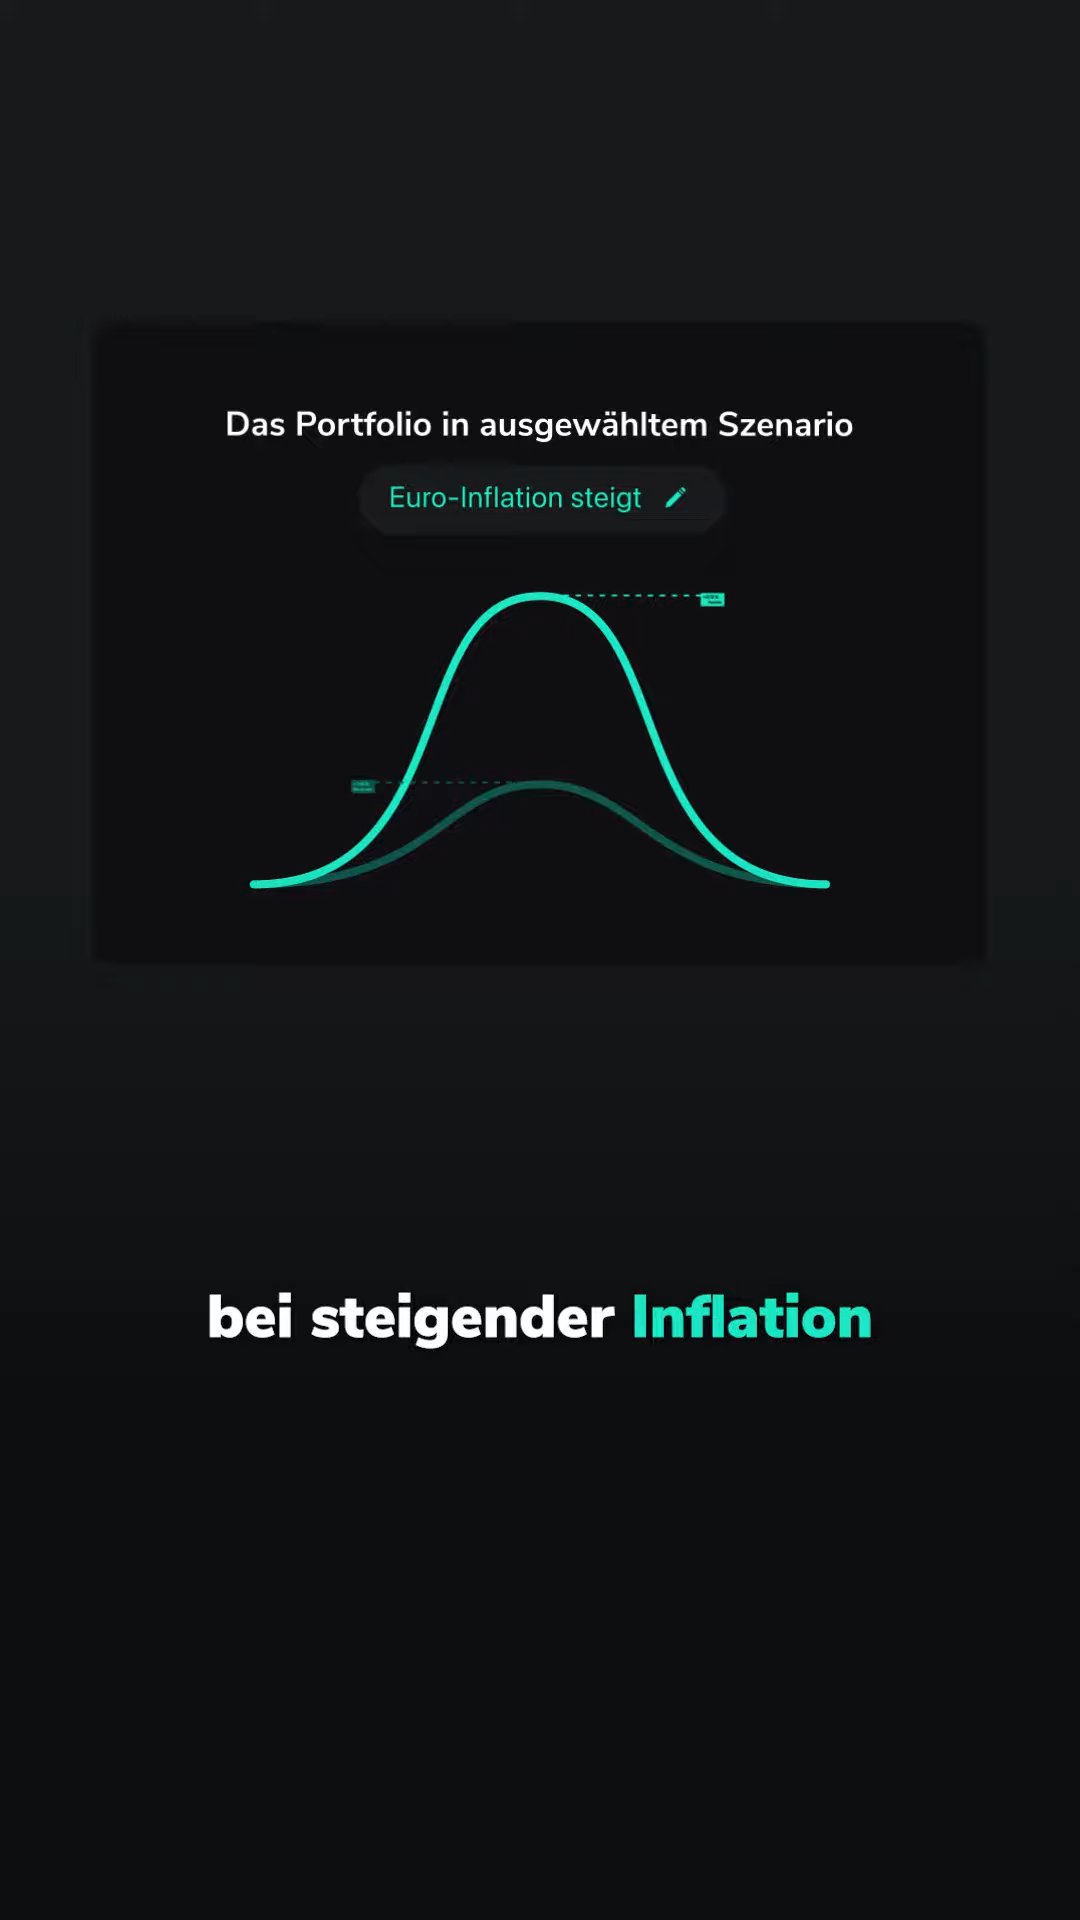 Das Portfolio in ausgewähltem Szenario
Euro-Inflation steigt
bei steigender Inflation